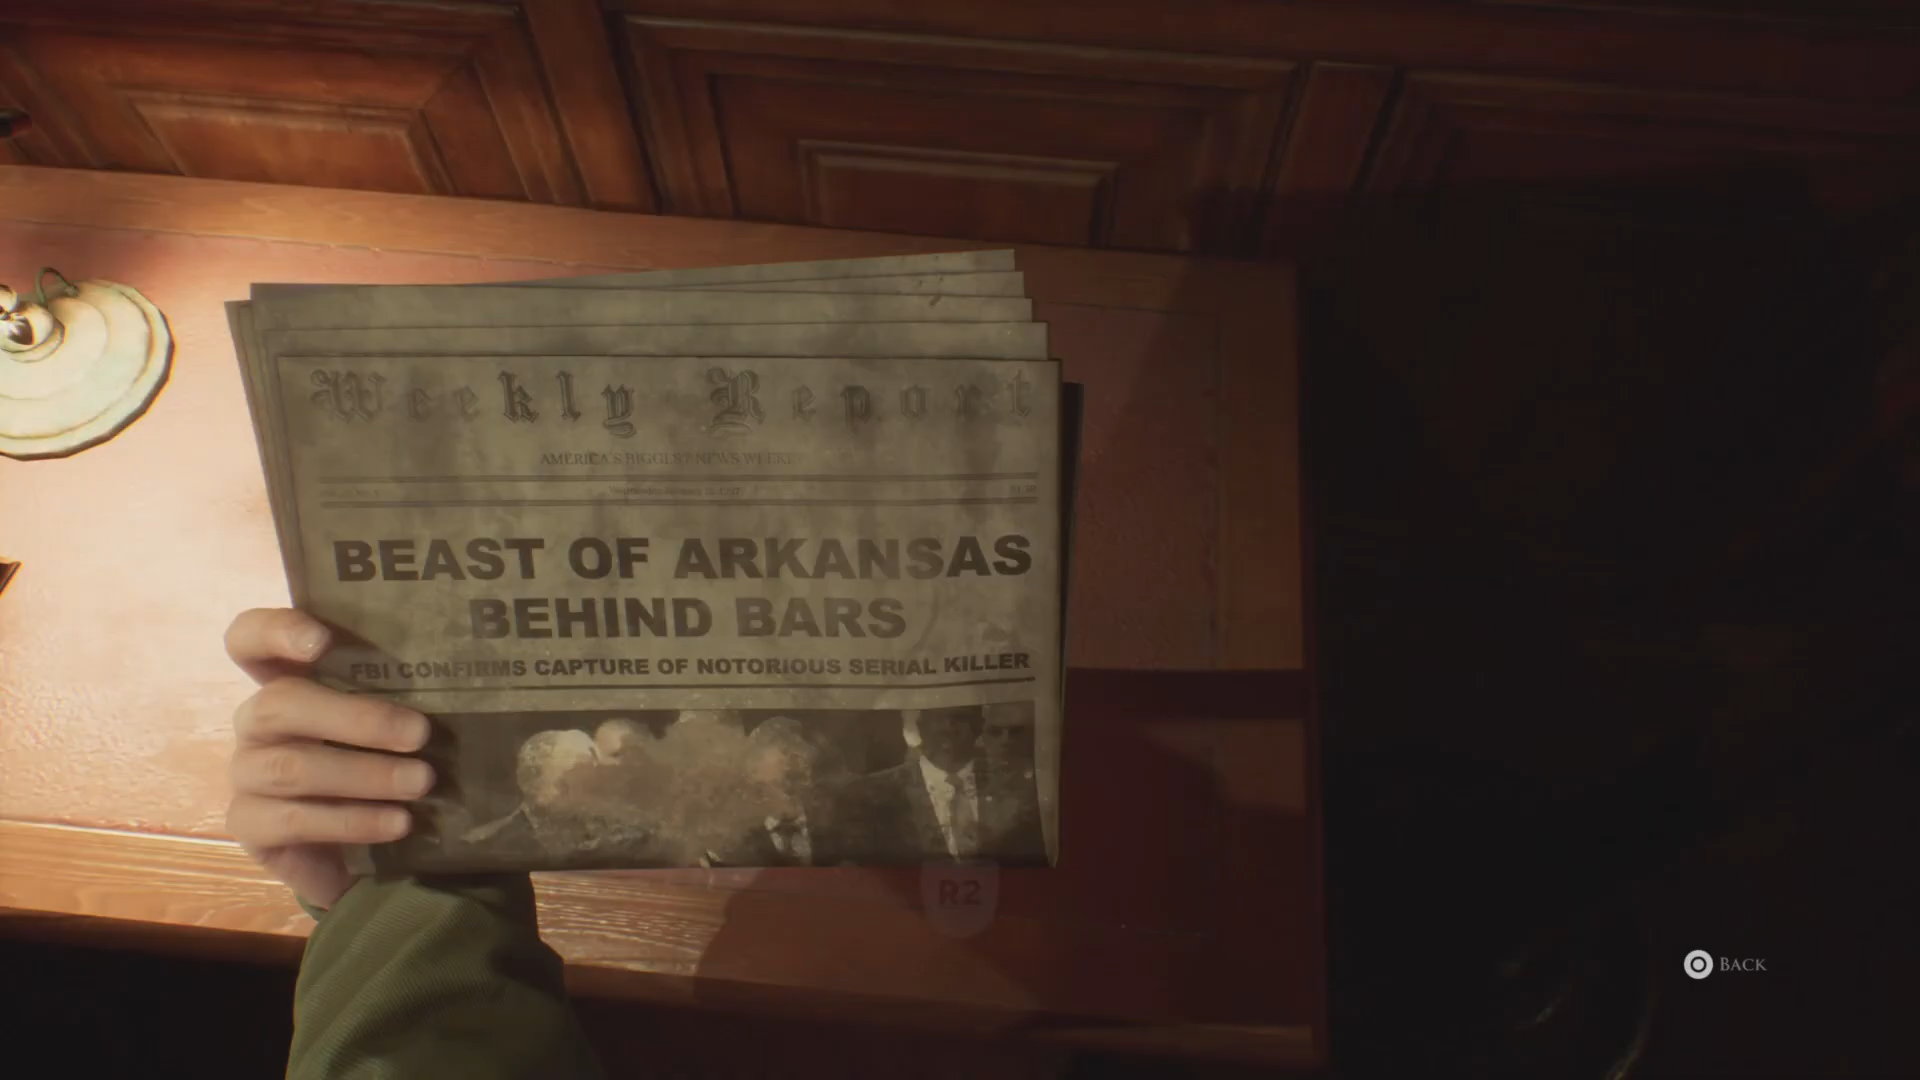 Weekly Report
AMERICA'S BIGGEST NEWS WEEKLY
BEAST OF ARKANSAS
BEHIND BARS
FBI CONFIRMS CAPTURE OF NOTORIOUS SERIAL KILLER
R2
BACK